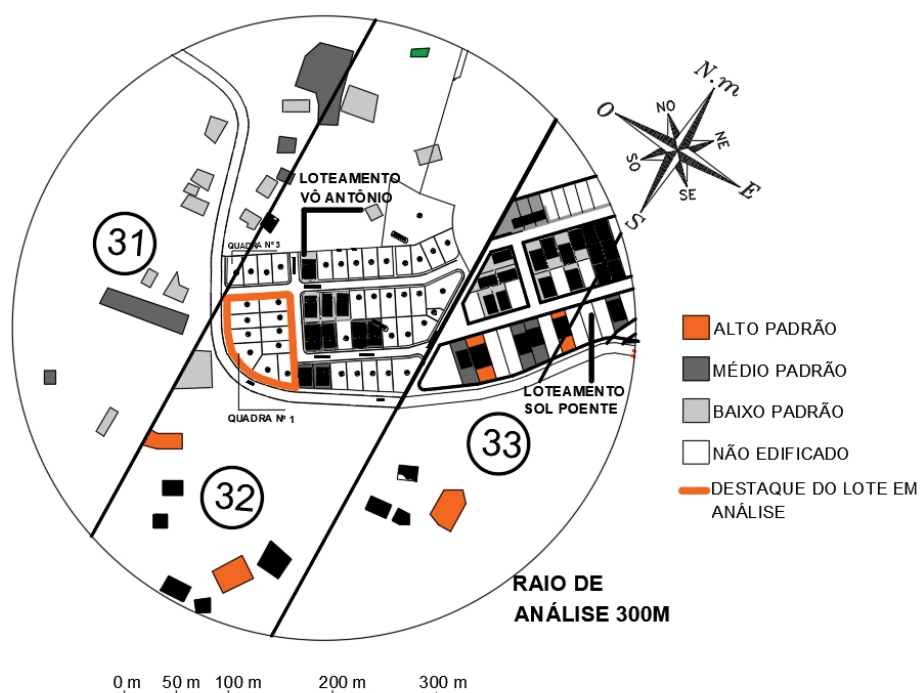 N.m
O
NO
NE
SO
SE
E
S
LOTEAMENTO
VÔ ANTÔNIO
31
QUADRA Nº 3
ALTO PADRÃO
MÉDIO PADRÃO
BAIXO PADRÃO
NÃO EDIFICADO
DESTAQUE DO LOTE EM
ANÁLISE
LOTEAMENTO
SOL POENTE
QUADRA Nº 1
33
32
RAIO DE
ANÁLISE 300M
0 m 50 m 100 m 200 m 300 m